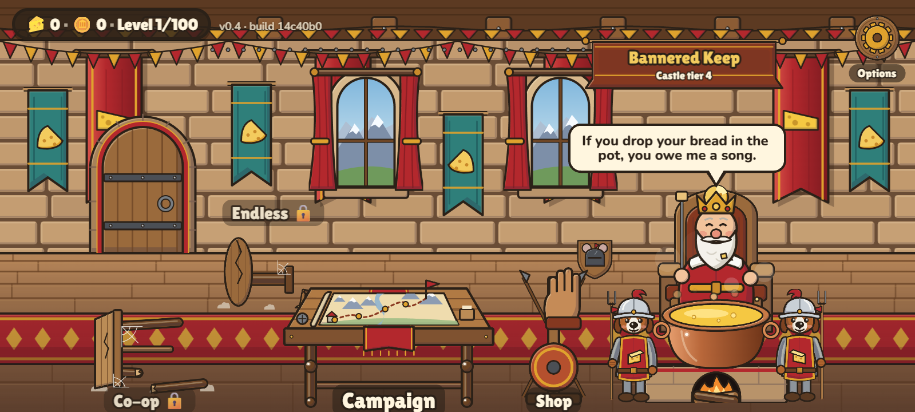 0 · 0 · Level 1/100
v0.4 · build 14c40b0
Bannered Keep
Castle tier 4
Options
If you drop your bread in the
pot, you owe me a song.
Endless
Co-op
Campaign
Shop